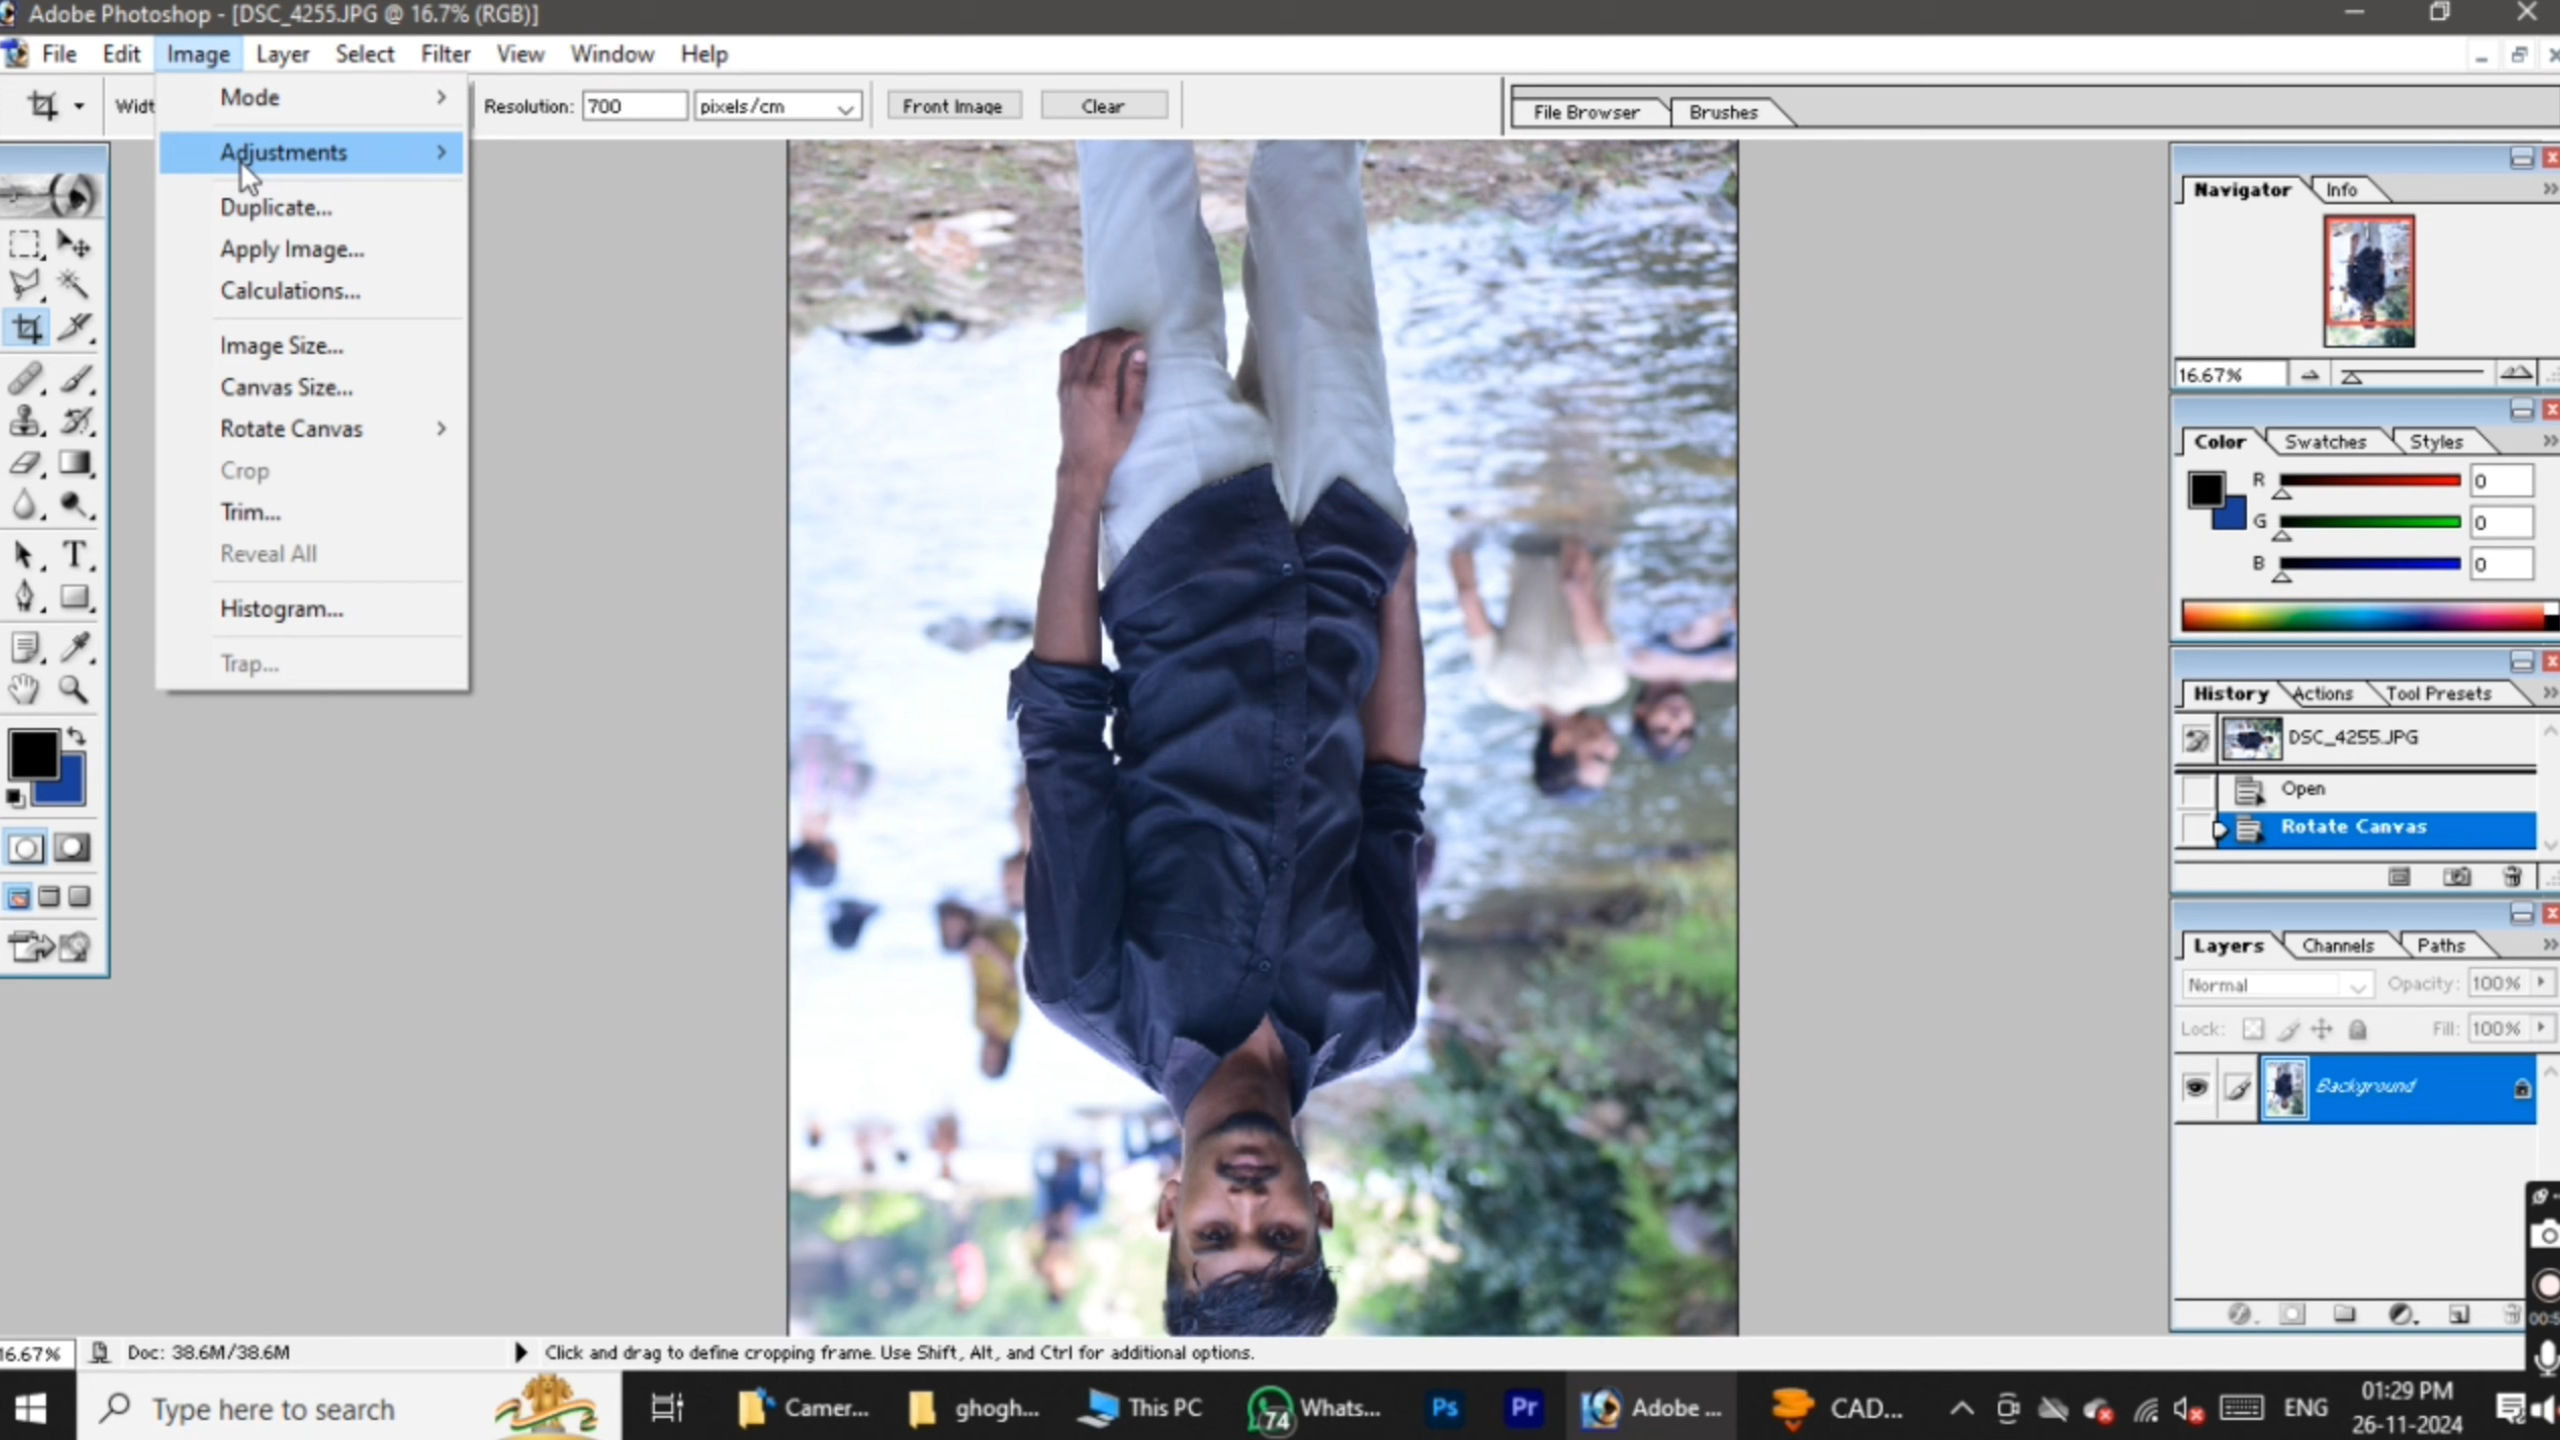 Adobe Photoshop - [DSC_4255.JPG @ 16.7% (RGB)]
File Edit Image Layer Select Filter View Window Help
Resolution: 700 pixels/cm Front Image Clear File Browser Brushes
Mode
Adjustments
Duplicate...
Apply Image...
Calculations...
Image Size...
Canvas Size...
Rotate Canvas
Crop
Trim...
Reveal All
Histogram...
Trap...
Navigator Info
16.67%
Color Swatches Styles
R 0
G 0
B 0
History Actions Tool Presets
DSC_4255.JPG
Open
Rotate Canvas
Layers Channels Paths
Normal Opacity: 100%
Lock: Fill: 100%
Background
16.67% Doc: 38.6M/38.6M Click and drag to define cropping frame. Use Shift, Alt, and Ctrl for additional options.
Type here to search Camer... ghogh... This PC 74 Whats... Ps Pr Adobe ... CAD... ENG 01:29 PM
26-11-2024